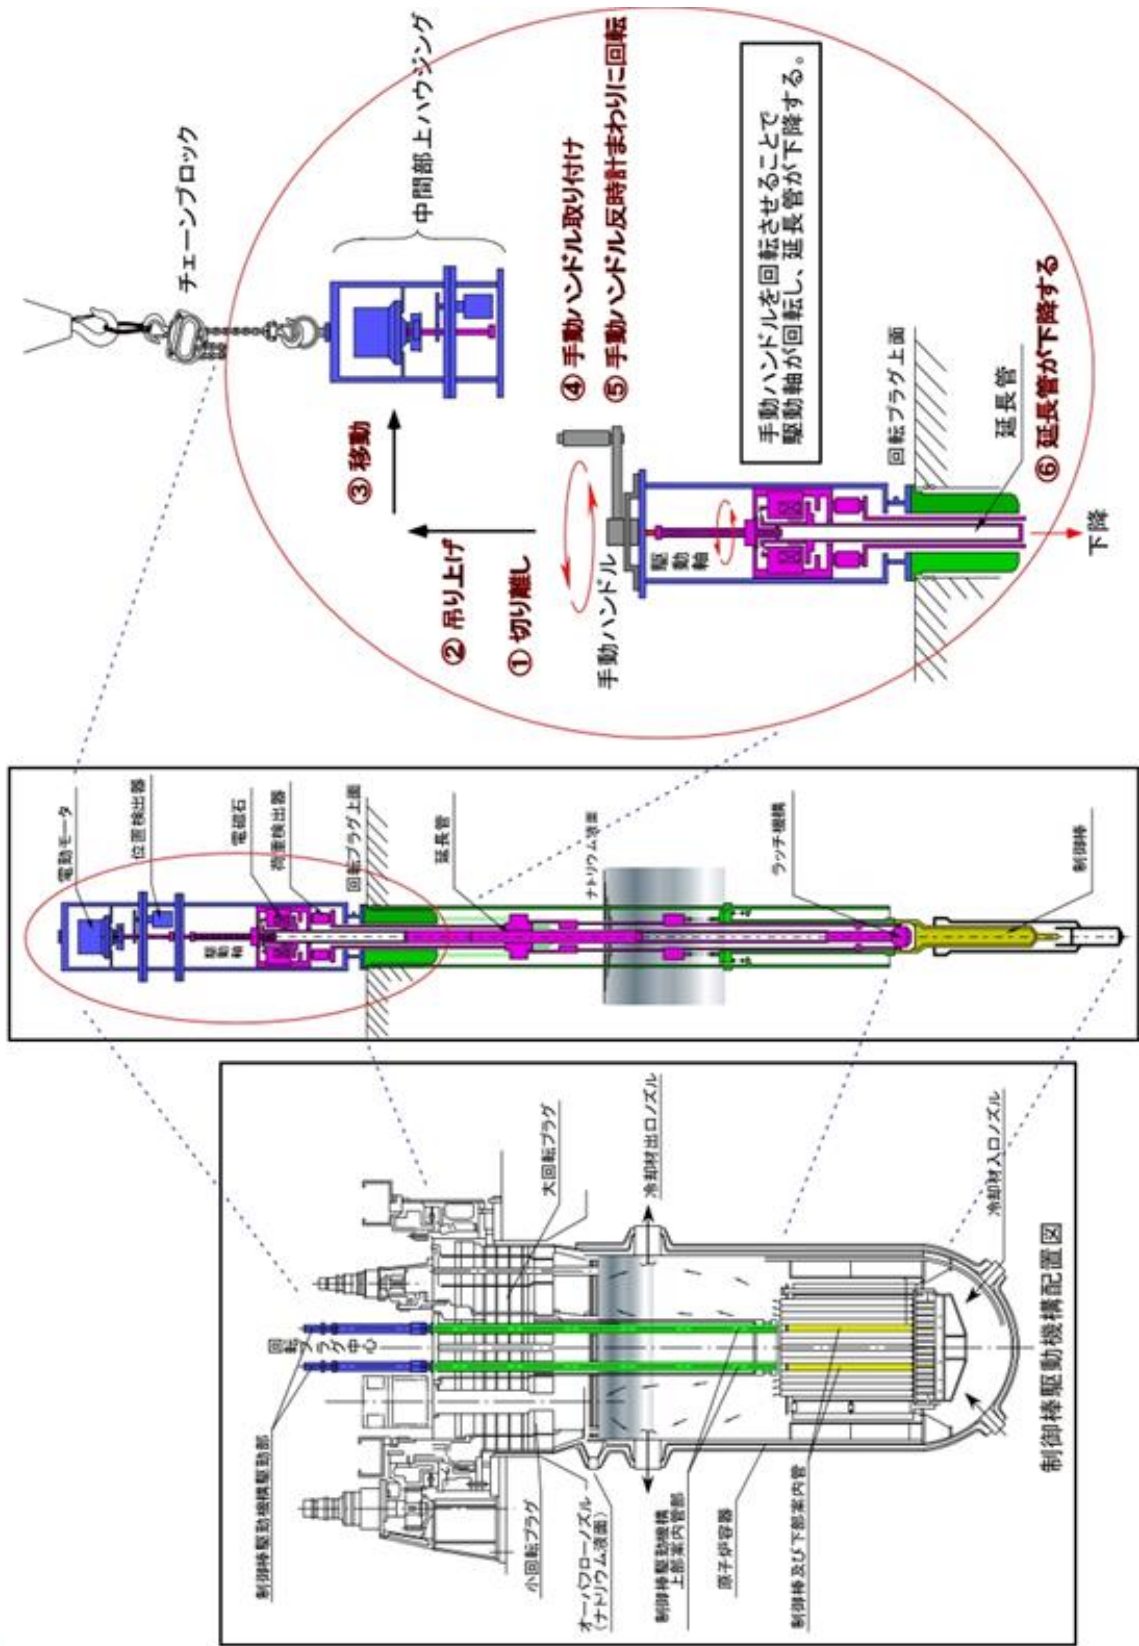 制御棒駆動機構駆動部
回転プラグ中心
小回転プラグ
大回転プラグ
オーバフローノズル
(ナトリウム液面)
冷却材出口ノズル
制御棒駆動機構
上部案内管部
原子炉容器
制御棒及び下部案内管
冷却材入口ノズル
制御棒駆動機構配置図
電動モータ
位置検出器
駆動軸
電磁石
荷重検出器
回転プラグ上面
延長管
ナトリウム液面
ラッチ機構
制御棒
チェーンブロック
中間部上ハウジング
③ 移動
② 吊り上げ
① 切り離し
④ 手動ハンドル取り付け
⑤ 手動ハンドル反時計まわりに回転
手動ハンドル
駆動軸
手動ハンドルを回転させることで
駆動軸が回転し、延長管が下降する。
回転プラグ上面
延長管
⑥ 延長管が下降する
下降